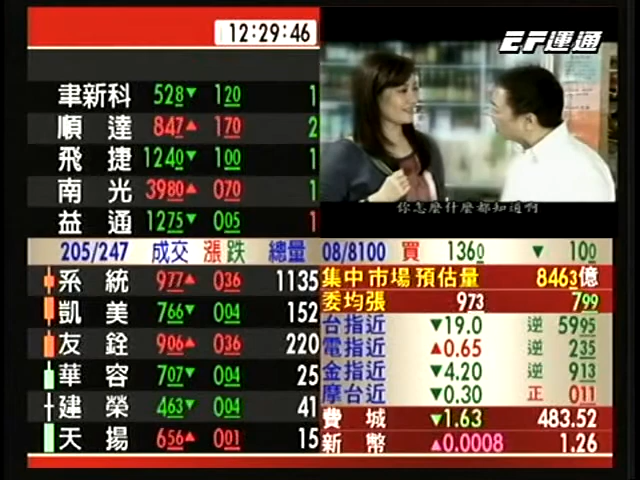 12:29:46
EF運通
聿新科 528▼ 120 1
順達 847▲ 170 2
飛捷 1240▼ 100 1
南光 3980▲ 070 1
益通 1275▼ 005 1
你怎麼什麼都知道啊
205/247 成交 漲跌 總量
08/8100 買 1360 ▼ 100
系統 977▲ 036 1135
凱美 766▼ 004 152
友銓 906▲ 036 220
華容 707▼ 004 25
建榮 463▼ 004 41
天揚 656▲ 001 15
集中市場預估量 8463億
委均張 973 799
台指近 ▼19.0 逆 5995
電指近 ▲0.65 逆 235
金指近 ▼4.20 逆 913
摩台近 ▼0.30 正 011
費城 ▼1.63 483.52
新幣 ▲0.0008 1.26